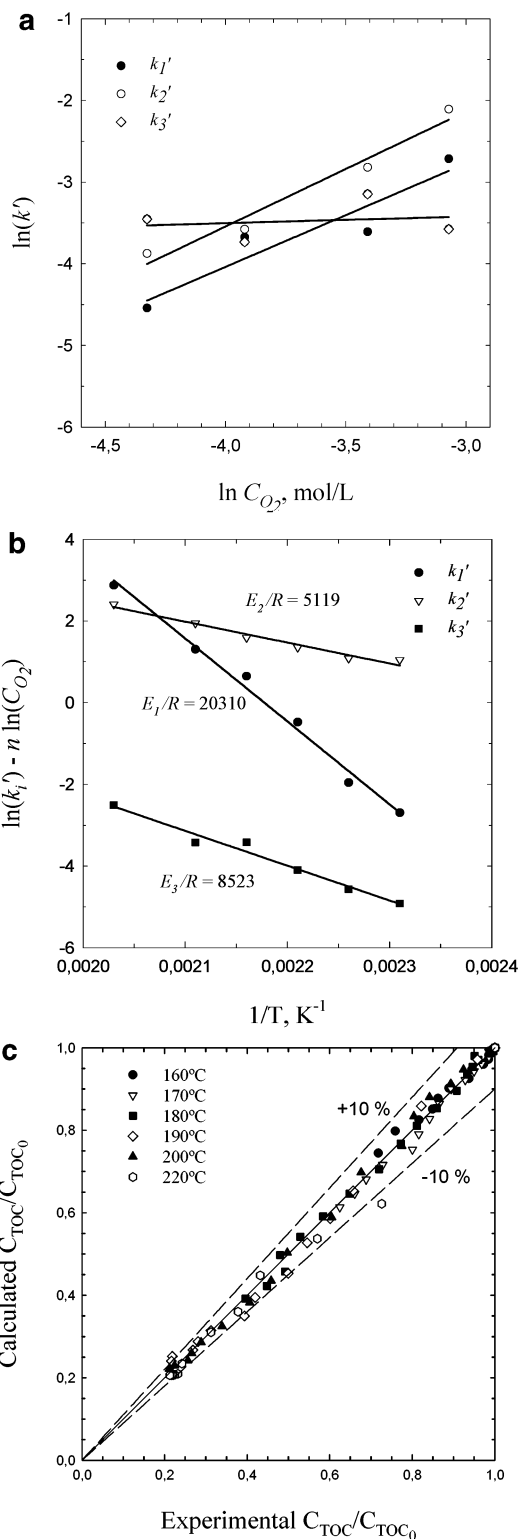 a
-1
k1'
k2'
k3'
-2
-3
ln(k')
-4
-5
-6
-4,5 -4,0 -3,5 -3,0
ln CO2, mol/L
b
4
k1'
k2'
k3'
E2/R = 5119
2
0
E1/R = 20310
ln(ki') - n ln(CO2)
-2
-4
E3/R = 8523
-6
0,0020 0,0021 0,0022 0,0023 0,0024
1/T, K-1
c
1,0
160ºC
170ºC
180ºC
190ºC
200ºC
220ºC
+10 %
-10 %
0,8
0,6
Calculated CTOC/CTOC0
0,4
0,2
0,0
0,0 0,2 0,4 0,6 0,8 1,0
Experimental CTOC/CTOC0